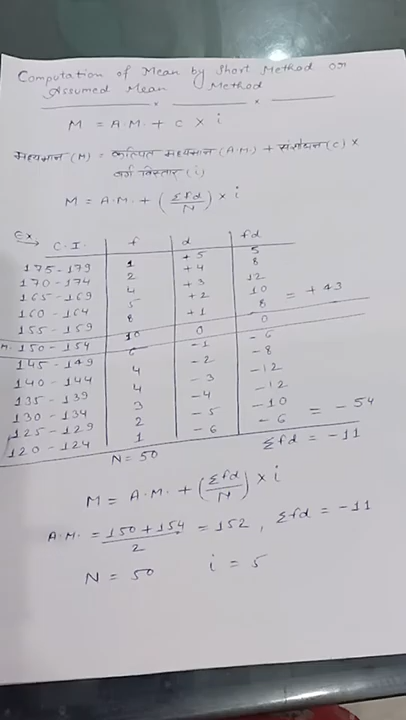 Computation of Mean by Short Method or
Assumed Mean Method
x x
M = A.M. + C × i
मध्यमान (M) = कल्पित मध्यमान (A.M.) + संशोधन (C) ×
वर्ग विस्तार (i)
M = A.M. + (Σfd/N) × i
Ex →
C.I. f d fd
175-179 1 +5 5
170-174 2 +4 8
165-169 4 +3 12
160-164 5 +2 10 = +43
155-159 8 +1 8
M. 150-154 10 0 0
145-149 6 -1 -6
140-144 4 -2 -8
135-139 4 -3 -12
130-134 3 -4 -12
125-129 2 -5 -10 = -54
120-124 1 -6 -6
N = 50 Σfd = -11
M = A.M. + (Σfd/N) × i
A.M. = 150+154/2 = 152, Σfd = -11
N = 50 i = 5